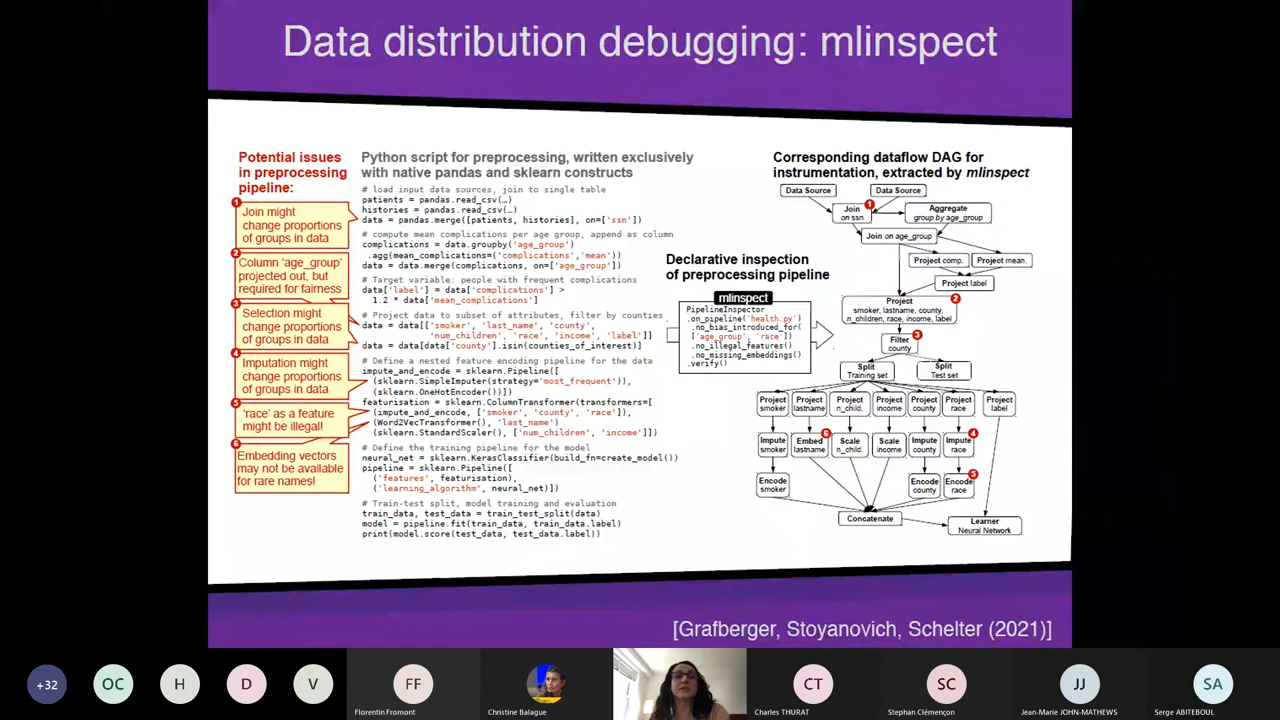 Data distribution debugging: mlinspect
Potential issues
in preprocessing
pipeline:
1
Join might
change proportions
of groups in data
2
Column 'age_group'
projected out, but
required for fairness
3
Selection might
change proportions
of groups in data
4
Imputation might
change proportions
of groups in data
5
'race' as a feature
might be illegal!
6
Embedding vectors
may not be available
for rare names!
Python script for preprocessing, written exclusively
with native pandas and sklearn constructs
# load input data sources, join to single table
patients = pandas.read_csv(…)
histories = pandas.read_csv(…)
data = pandas.merge([patients, histories], on=['ssn'])
# compute mean complications per age group, append as column
complications = data.groupby('age_group')
.agg(mean_complications=('complications','mean'))
data = data.merge(complications, on=['age_group'])
# Target variable: people with frequent complications
data['label'] = data['complications'] >
1.2 * data['mean_complications']
# Project data to subset of attributes, filter by counties
data = data[['smoker', 'last_name', 'county',
'num_children', 'race', 'income', 'label']]
data = data[data['county'].isin(counties_of_interest)]
# Define a nested feature encoding pipeline for the data
impute_and_encode = sklearn.Pipeline([
(sklearn.SimpleImputer(strategy='most_frequent')),
(sklearn.OneHotEncoder())])
featurisation = sklearn.ColumnTransformer(transformers=[
(impute_and_encode, ['smoker', 'county', 'race']),
(Word2VecTransformer(), 'last_name')
(sklearn.StandardScaler(), ['num_children', 'income']])
# Define the training pipeline for the model
neural_net = sklearn.KerasClassifier(build_fn=create_model())
pipeline = sklearn.Pipeline([
('features', featurisation),
('learning_algorithm', neural_net)])
# Train-test split, model training and evaluation
train_data, test_data = train_test_split(data)
model = pipeline.fit(train_data, train_data.label)
print(model.score(test_data, test_data.label))
Declarative inspection
of preprocessing pipeline
mlinspect
PipelineInspector
.on_pipeline('health.py')
.no_bias_introduced_for(
['age_group', 'race'])
.no_illegal_features()
.no_missing_embeddings()
.verify()
Corresponding dataflow DAG for
instrumentation, extracted by mlinspect
Data Source
Data Source
Join
on ssn
1
Aggregate
group by age_group
Join on age_group
Project comp.
Project mean.
Project label
Project
smoker, lastname, county,
n_children, race, income, label
2
Filter
county
3
Split
Training set
Split
Test set
Project
smoker
Project
lastname
Project
n_child.
Project
income
Project
county
Project
race
Project
label
Impute
smoker
Embed
lastname
6
Scale
n_child.
Scale
income
Impute
county
Impute
race
4
Encode
smoker
Encode
county
Encode
race
5
Concatenate
Learner
Neural Network
[Grafberger, Stoyanovich, Schelter (2021)]
+32
OC
H
D
V
FF
Florentin Fromont
Christine Balague
CT
Charles THURAT
SC
Stephan Clémençon
JJ
Jean-Marie JOHN-MATHEWS
SA
Serge ABITEBOUL